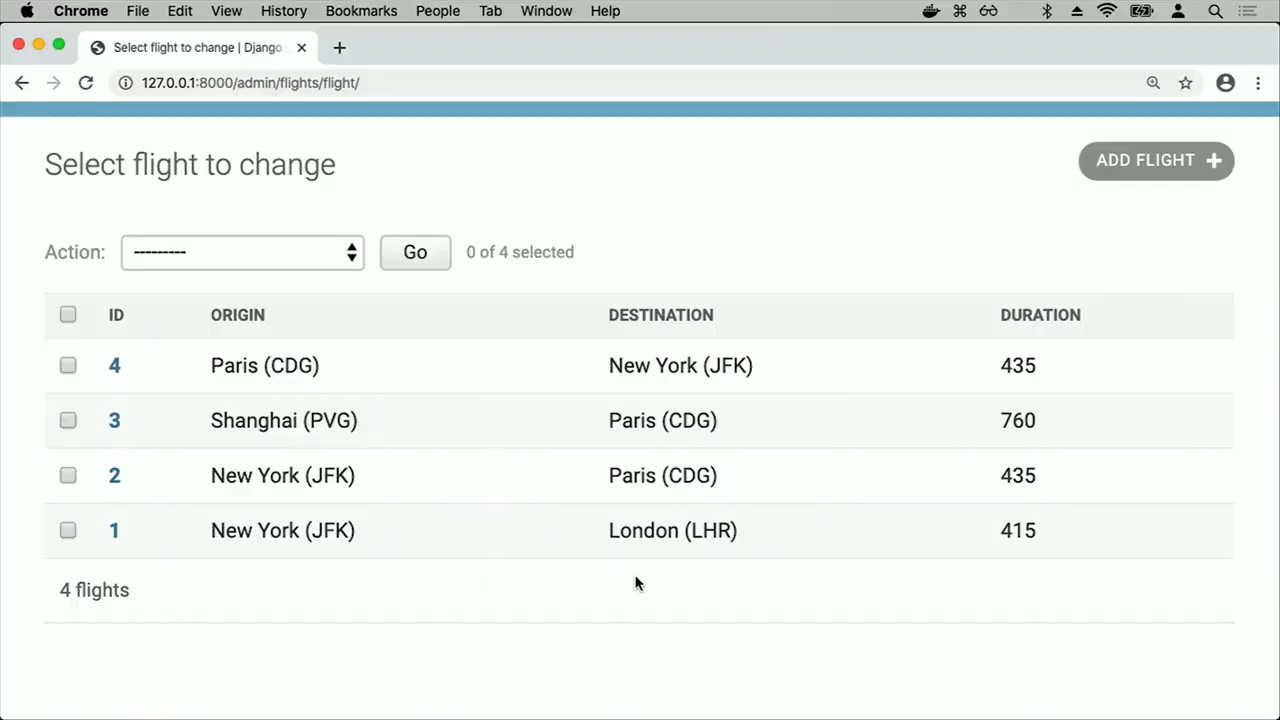 Chrome File Edit View History Bookmarks People Tab Window Help
Select flight to change | Django
127.0.0.1:8000/admin/flights/flight/
Select flight to change
ADD FLIGHT +
Action: --------- Go 0 of 4 selected
ID ORIGIN DESTINATION DURATION
4 Paris (CDG) New York (JFK) 435
3 Shanghai (PVG) Paris (CDG) 760
2 New York (JFK) Paris (CDG) 435
1 New York (JFK) London (LHR) 415
4 flights